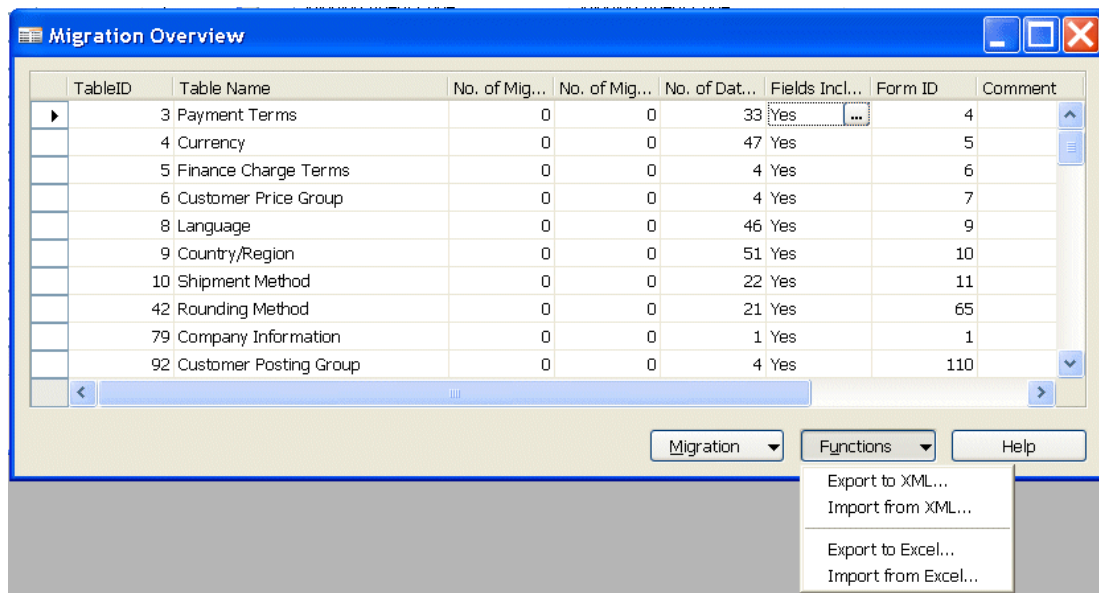 Migration Overview
TableID Table Name No. of Mig... No. of Mig... No. of Dat... Fields Incl... Form ID Comment
3 Payment Terms 0 0 33 Yes ... 4
4 Currency 0 0 47 Yes 5
5 Finance Charge Terms 0 0 4 Yes 6
6 Customer Price Group 0 0 4 Yes 7
8 Language 0 0 46 Yes 9
9 Country/Region 0 0 51 Yes 10
10 Shipment Method 0 0 22 Yes 11
42 Rounding Method 0 0 21 Yes 65
79 Company Information 0 0 1 Yes 1
92 Customer Posting Group 0 0 4 Yes 110
Migration Functions Help
Export to XML...
Import from XML...
Export to Excel...
Import from Excel...